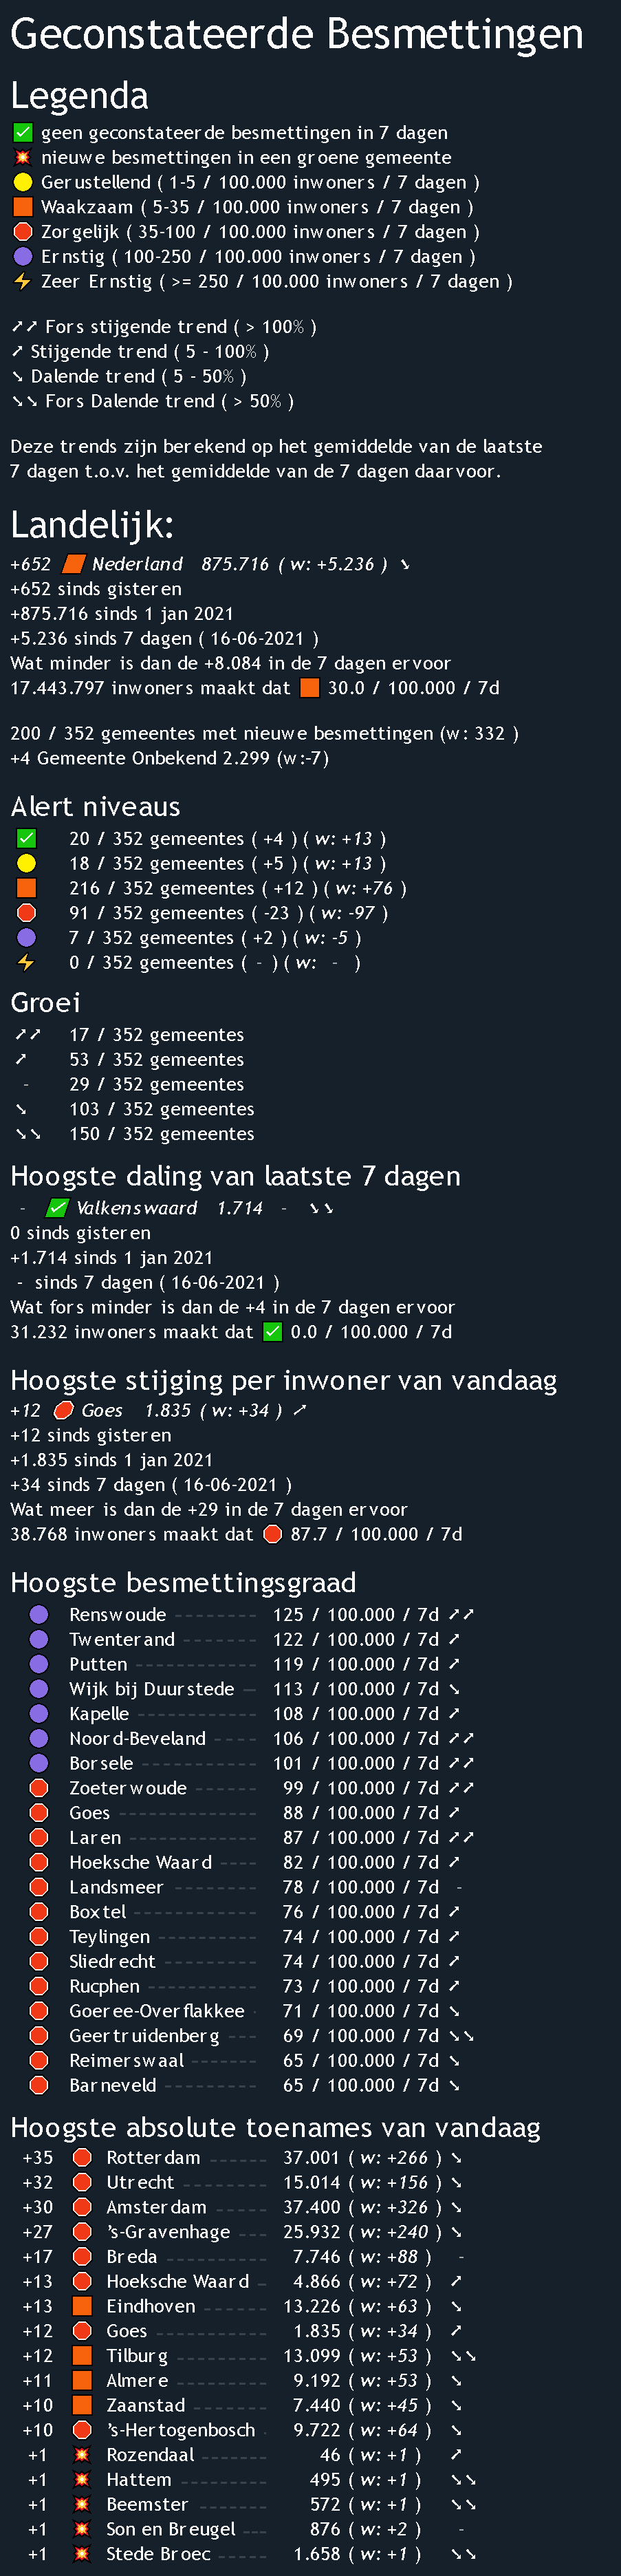 Geconstateerde Besmettingen
Legenda
✅ geen geconstateerde besmettingen in 7 dagen
💥 nieuwe besmettingen in een groene gemeente
🟡 Gerustellend ( 1-5 / 100.000 inwoners / 7 dagen )
🟧 Waakzaam ( 5-35 / 100.000 inwoners / 7 dagen )
🛑 Zorgelijk ( 35-100 / 100.000 inwoners / 7 dagen )
🟣 Ernstig ( 100-250 / 100.000 inwoners / 7 dagen )
⚡ Zeer Ernstig ( >= 250 / 100.000 inwoners / 7 dagen )
➚➚ Fors stijgende trend ( > 100% )
➚ Stijgende trend ( 5 - 100% )
➘ Dalende trend ( 5 - 50% )
➘➘ Fors Dalende trend ( > 50% )
Deze trends zijn berekend op het gemiddelde van de laatste
7 dagen t.o.v. het gemiddelde van de 7 dagen daarvoor.
Landelijk:
+652 🟧 Nederland 875.716 ( w: +5.236 ) ➘
+652 sinds gisteren
+875.716 sinds 1 jan 2021
+5.236 sinds 7 dagen ( 16-06-2021 )
Wat minder is dan de +8.084 in de 7 dagen ervoor
17.443.797 inwoners maakt dat 🟧 30.0 / 100.000 / 7d
200 / 352 gemeentes met nieuwe besmettingen (w: 332 )
+4 Gemeente Onbekend 2.299 (w:-7)
Alert niveaus
✅ 20 / 352 gemeentes ( +4 ) ( w: +13 )
🟡 18 / 352 gemeentes ( +5 ) ( w: +13 )
🟧 216 / 352 gemeentes ( +12 ) ( w: +76 )
🛑 91 / 352 gemeentes ( -23 ) ( w: -97 )
🟣 7 / 352 gemeentes ( +2 ) ( w: -5 )
⚡ 0 / 352 gemeentes ( - ) ( w: - )
Groei
➚➚ 17 / 352 gemeentes
➚ 53 / 352 gemeentes
- 29 / 352 gemeentes
➘ 103 / 352 gemeentes
➘➘ 150 / 352 gemeentes
Hoogste daling van laatste 7 dagen
- ✅ Valkenswaard 1.714 - ➘➘
0 sinds gisteren
+1.714 sinds 1 jan 2021
- sinds 7 dagen ( 16-06-2021 )
Wat fors minder is dan de +4 in de 7 dagen ervoor
31.232 inwoners maakt dat ✅ 0.0 / 100.000 / 7d
Hoogste stijging per inwoner van vandaag
+12 🛑 Goes 1.835 ( w: +34 ) ➚
+12 sinds gisteren
+1.835 sinds 1 jan 2021
+34 sinds 7 dagen ( 16-06-2021 )
Wat meer is dan de +29 in de 7 dagen ervoor
38.768 inwoners maakt dat 🛑 87.7 / 100.000 / 7d
Hoogste besmettingsgraad
🟣 Renswoude 125 / 100.000 / 7d ➚➚
🟣 Twenterand 122 / 100.000 / 7d ➚
🟣 Putten 119 / 100.000 / 7d ➚
🟣 Wijk bij Duurstede 113 / 100.000 / 7d ➘
🟣 Kapelle 108 / 100.000 / 7d ➚
🟣 Noord-Beveland 106 / 100.000 / 7d ➚➚
🟣 Borsele 101 / 100.000 / 7d ➚➚
🛑 Zoeterwoude 99 / 100.000 / 7d ➚➚
🛑 Goes 88 / 100.000 / 7d ➚
🛑 Laren 87 / 100.000 / 7d ➚➚
🛑 Hoeksche Waard 82 / 100.000 / 7d ➚
🛑 Landsmeer 78 / 100.000 / 7d -
🛑 Boxtel 76 / 100.000 / 7d ➚
🛑 Teylingen 74 / 100.000 / 7d ➚
🛑 Sliedrecht 74 / 100.000 / 7d ➚
🛑 Rucphen 73 / 100.000 / 7d ➚
🛑 Goeree-Overflakkee 71 / 100.000 / 7d ➘
🛑 Geertruidenberg 69 / 100.000 / 7d ➘➘
🛑 Reimerswaal 65 / 100.000 / 7d ➘
🛑 Barneveld 65 / 100.000 / 7d ➘
Hoogste absolute toenames van vandaag
+35 🛑 Rotterdam 37.001 ( w: +266 ) ➘
+32 🛑 Utrecht 15.014 ( w: +156 ) ➘
+30 🛑 Amsterdam 37.400 ( w: +326 ) ➘
+27 🛑 's-Gravenhage 25.932 ( w: +240 ) ➘
+17 🛑 Breda 7.746 ( w: +88 ) -
+13 🛑 Hoeksche Waard 4.866 ( w: +72 ) ➚
+13 🟧 Eindhoven 13.226 ( w: +63 ) ➘
+12 🛑 Goes 1.835 ( w: +34 ) ➚
+12 🟧 Tilburg 13.099 ( w: +53 ) ➘➘
+11 🟧 Almere 9.192 ( w: +53 ) ➘
+10 🟧 Zaanstad 7.440 ( w: +45 ) ➘
+10 🛑 's-Hertogenbosch 9.722 ( w: +64 ) ➘
+1 💥 Rozendaal 46 ( w: +1 ) ➚
+1 💥 Hattem 495 ( w: +1 ) ➘➘
+1 💥 Beemster 572 ( w: +1 ) ➘➘
+1 💥 Son en Breugel 876 ( w: +2 ) -
+1 💥 Stede Broec 1.658 ( w: +1 ) ➘➘